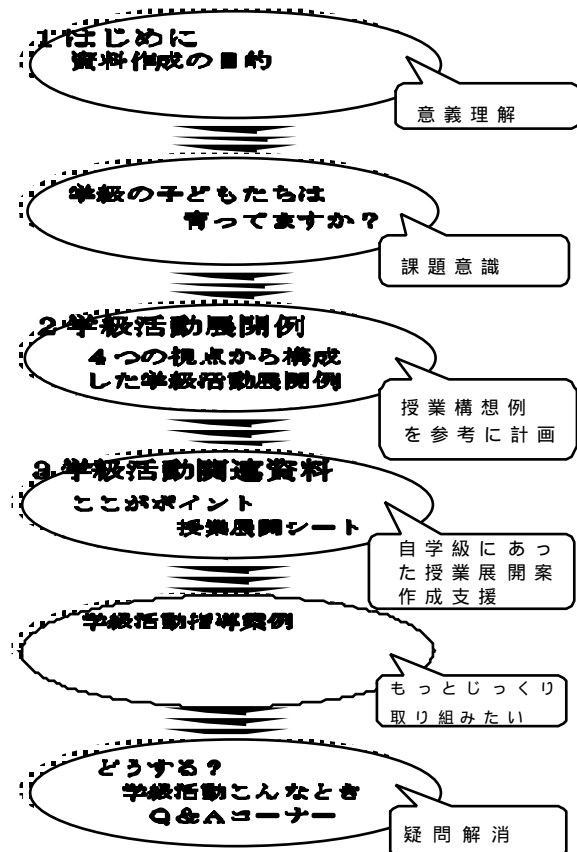 1はじめに
資料作成の目的
意義理解
学級の子どもたちは
育ってますか？
課題意識
2学級活動展開例
4つの視点から構成
した学級活動展開例
授業構想例
を参考に計画
3学級活動関連資料
ここがポイント
授業展開シート
自学級にあっ
た授業展開案
作成支援
学級活動指導案例
もっとじっくり
取り組みたい
どうする？
学級活動こんなとき
Q&Aコーナー
疑問解消